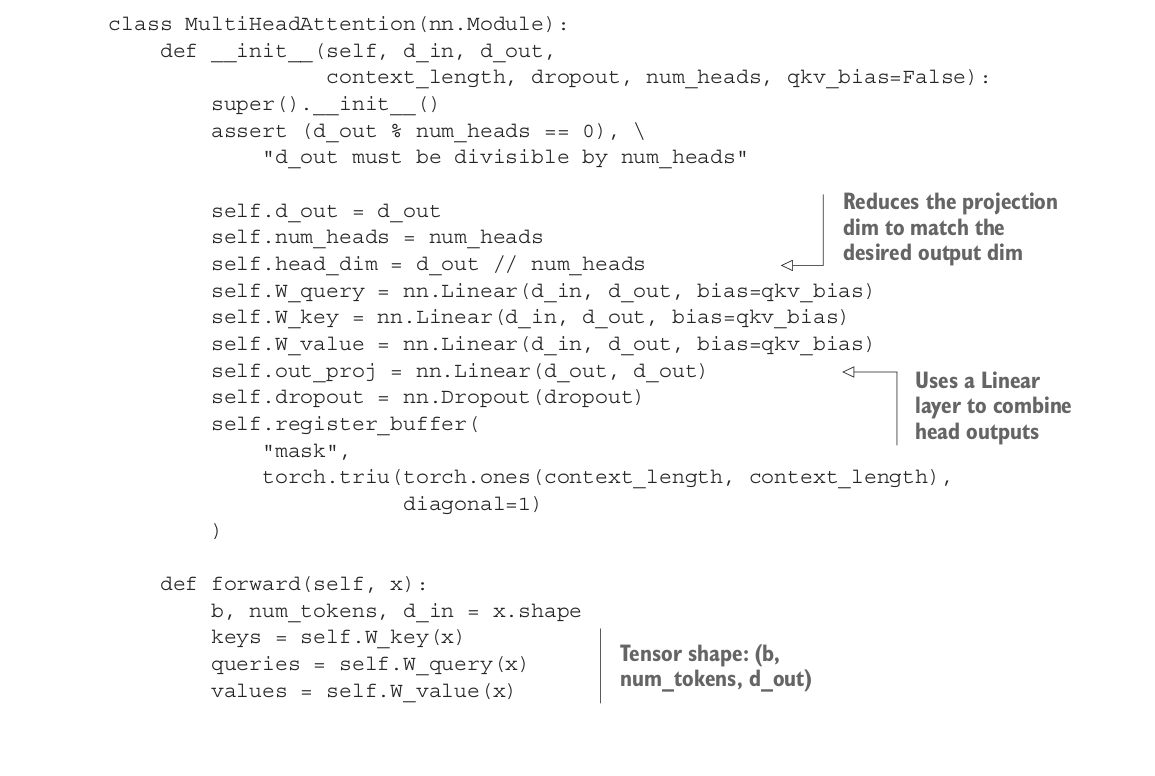 class MultiHeadAttention(nn.Module):
    def __init__(self, d_in, d_out,
                 context_length, dropout, num_heads, qkv_bias=False):
        super().__init__()
        assert (d_out % num_heads == 0), \
            "d_out must be divisible by num_heads"

        self.d_out = d_out
        self.num_heads = num_heads
        self.head_dim = d_out // num_heads
Reduces the projection
dim to match the
desired output dim
        self.W_query = nn.Linear(d_in, d_out, bias=qkv_bias)
        self.W_key = nn.Linear(d_in, d_out, bias=qkv_bias)
        self.W_value = nn.Linear(d_in, d_out, bias=qkv_bias)
        self.out_proj = nn.Linear(d_out, d_out)
Uses a Linear
layer to combine
head outputs
        self.dropout = nn.Dropout(dropout)
        self.register_buffer(
            "mask",
            torch.triu(torch.ones(context_length, context_length),
                       diagonal=1)
        )

    def forward(self, x):
        b, num_tokens, d_in = x.shape
        keys = self.W_key(x)
        queries = self.W_query(x)
        values = self.W_value(x)
Tensor shape: (b,
num_tokens, d_out)